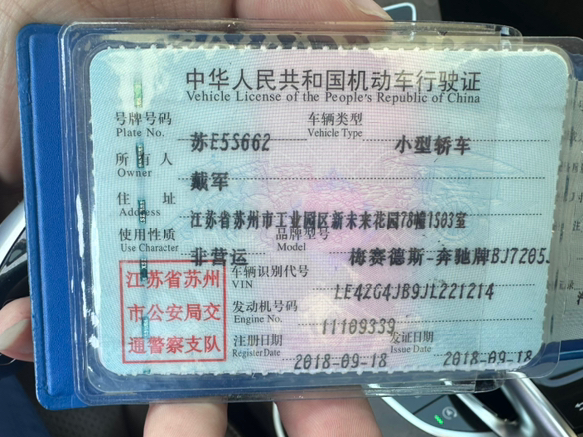 中华人民共和国机动车行驶证
Vehicle License of the People's Republic of China
号牌号码 苏E5S662 车辆类型 小型轿车
Plate No. Vehicle Type
所有人 戴军
Owner
住址 江苏省苏州市工业园区新未来花园78幢1503室
Address
使用性质 非营运 品牌型号 梅赛德斯-奔驰牌BJ7205
Use Character Model
江苏省苏州
市公安局交
通警察支队
车辆识别代号 LE4ZG4JB9JL221214
VIN
发动机号码 11109339
Engine No.
注册日期 2018-09-18 发证日期 2018-09-18
Register Date Issue Date